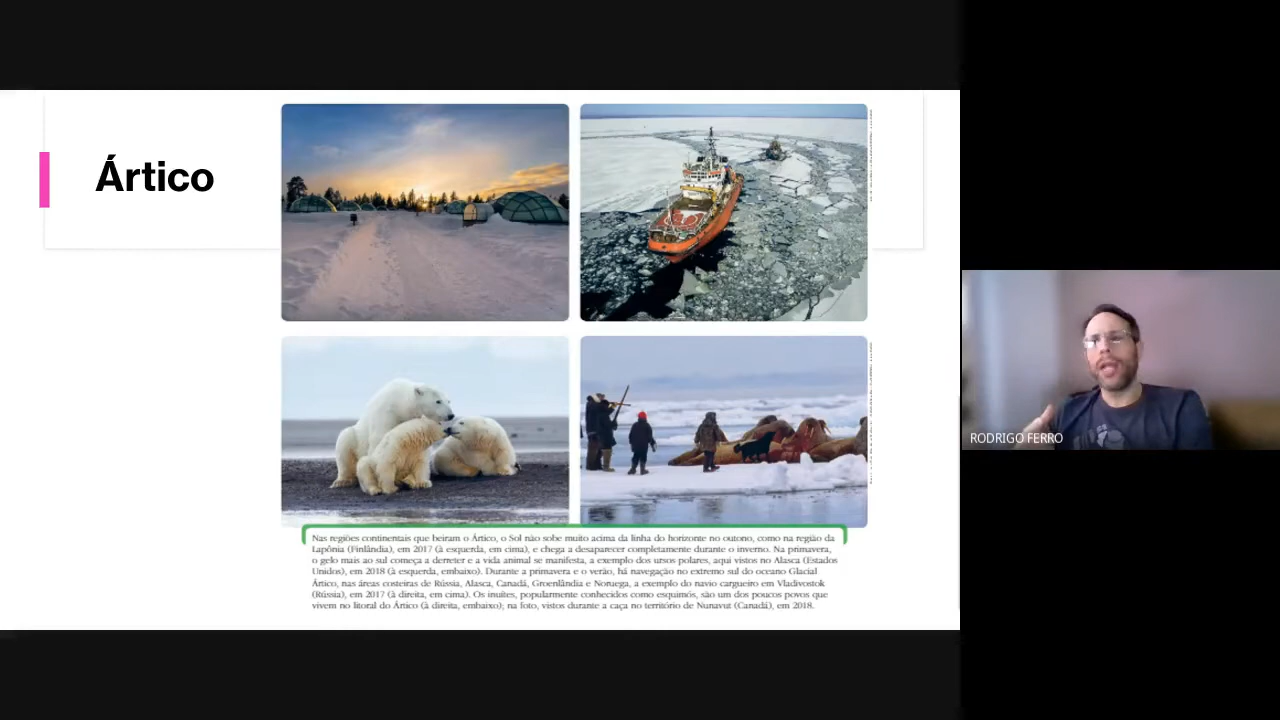 Ártico
Nas regiões continentais que beiram o Ártico, o Sol não sobe muito acima da linha do horizonte no outono, como na região da
Lapônia (Finlândia), em 2017 (à esquerda, em cima), e chega a desaparecer completamente durante o inverno. Na primavera,
o gelo mais ao sul começa a derreter e a vida animal se manifesta, a exemplo dos ursos polares, aqui vistos no Alasca (Estados
Unidos), em 2018 (à esquerda, embaixo). Durante a primavera e o verão, há navegação no extremo sul do oceano Glacial
Ártico, nas áreas costeiras de Rússia, Alasca, Canadá, Groenlândia e Noruega, a exemplo do navio cargueiro em Vladivostok
(Rússia), em 2017 (à direita, em cima). Os inuítes, popularmente conhecidos como esquimós, são um dos poucos povos que
vivem no litoral do Ártico (à direita, embaixo); na foto, vistos durante a caça no território de Nunavut (Canadá), em 2018.
RODRIGO FERRO